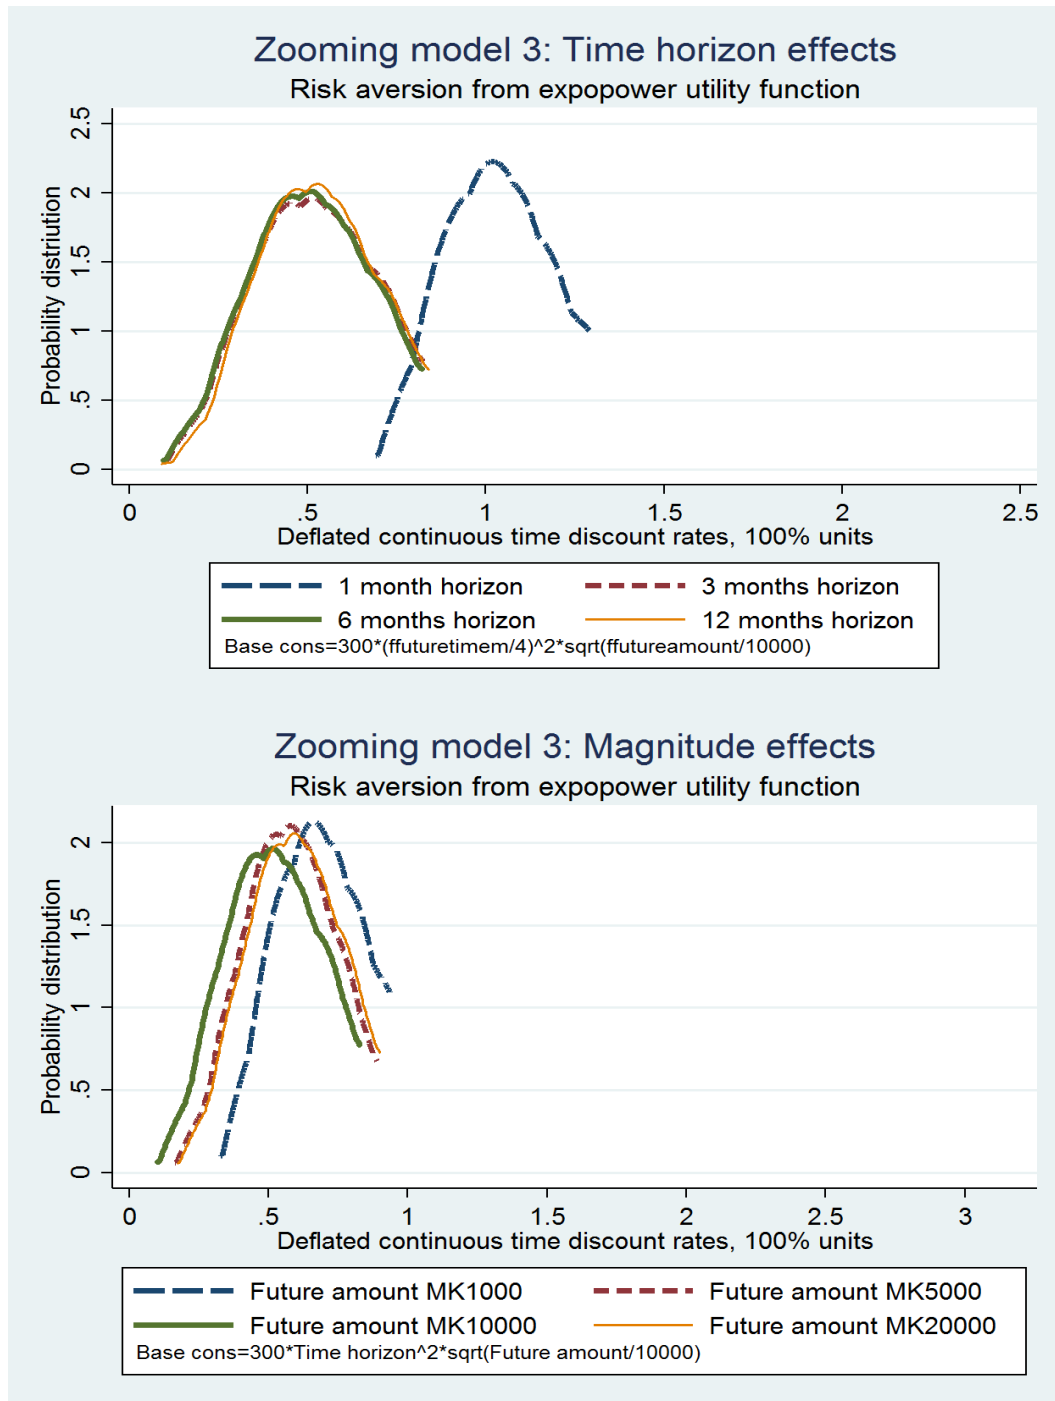 Zooming model 3: Time horizon effects
Risk aversion from expopower utility function
Probability distriution
2.5
2
1.5
1
.5
0
0 .5 1 1.5 2 2.5
Deflated continuous time discount rates, 100% units
1 month horizon 3 months horizon
6 months horizon 12 months horizon
Base cons=300*(ffuturetimem/4)^2*sqrt(ffutureamount/10000)
Zooming model 3: Magnitude effects
Risk aversion from expopower utility function
Probability distribution
2
1.5
1
.5
0
0 .5 1 1.5 2 2.5 3
Deflated continuous time discount rates, 100% units
Future amount MK1000 Future amount MK5000
Future amount MK10000 Future amount MK20000
Base cons=300*Time horizon^2*sqrt(Future amount/10000)